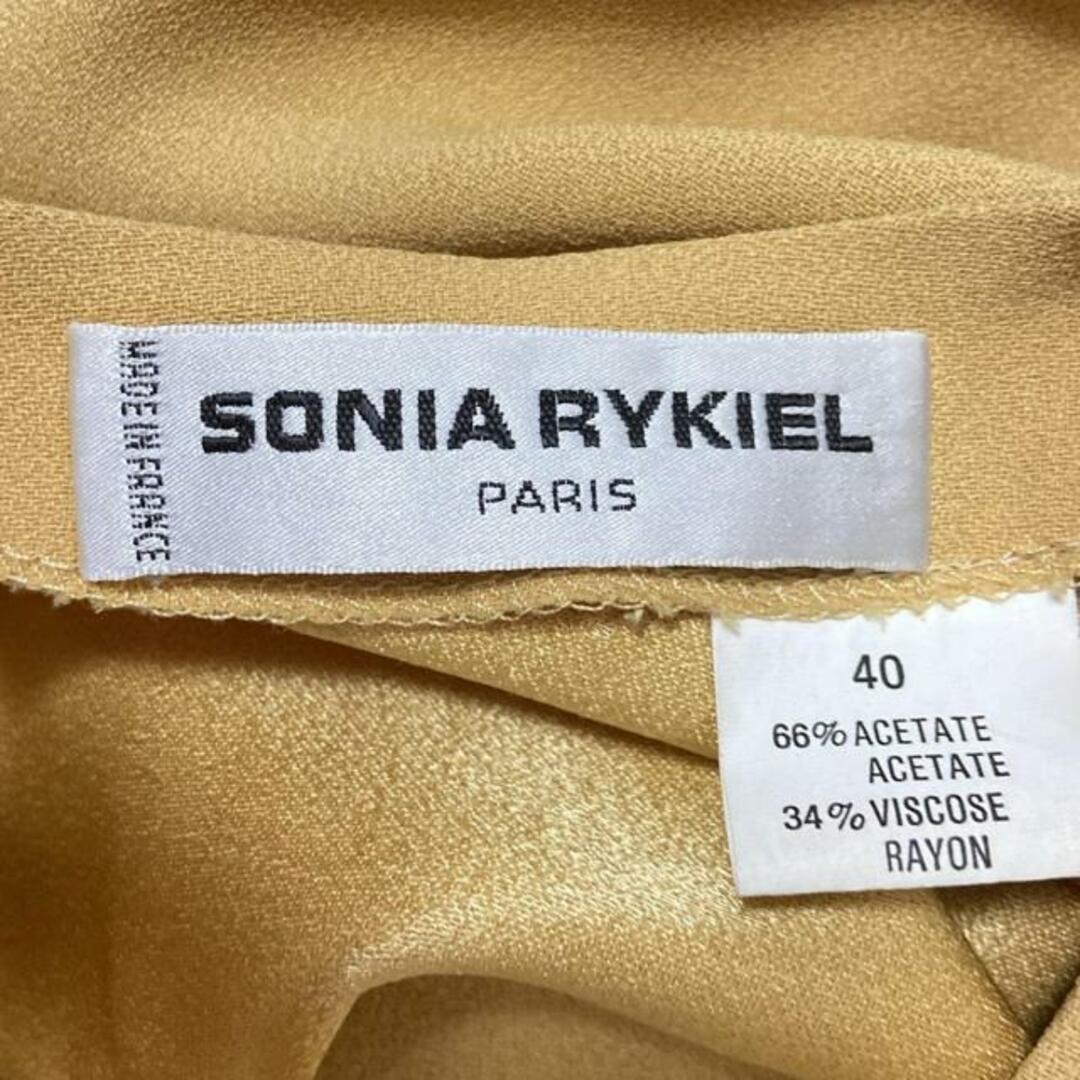 MADE IN FRANCE
SONIA RYKIEL
PARIS
40
66% ACETATE
ACETATE
34% VISCOSE
RAYON